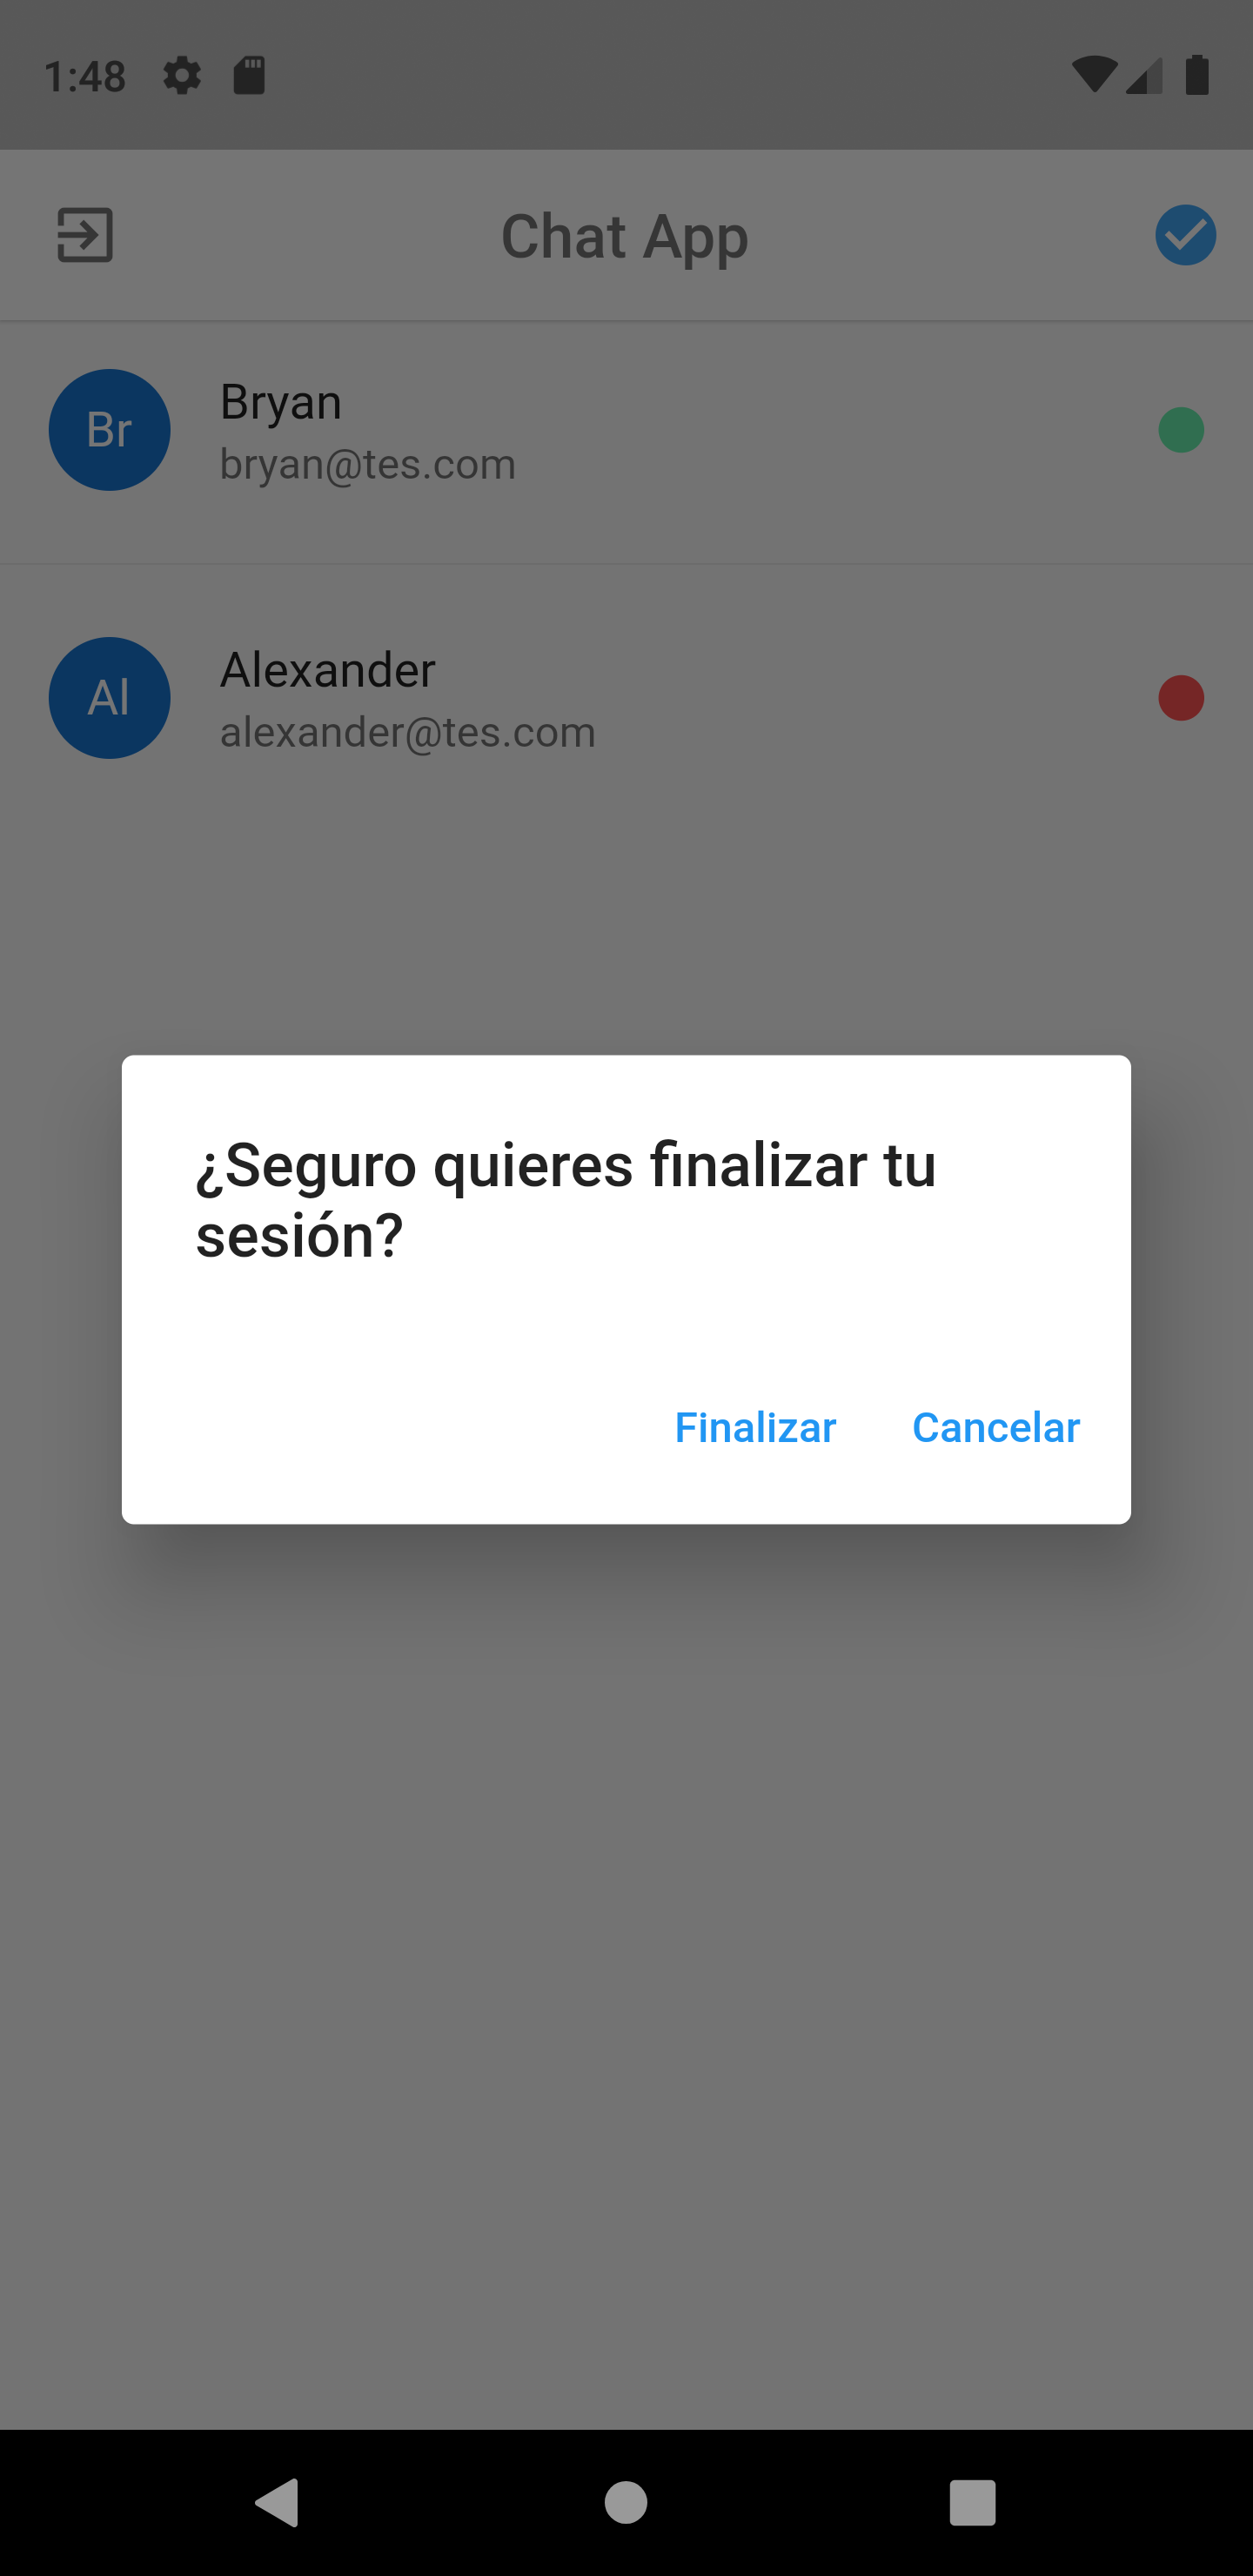 1:48
Chat App
Br
Bryan
bryan@tes.com
Al
Alexander
alexander@tes.com
¿Seguro quieres finalizar tu
sesión?
Finalizar Cancelar